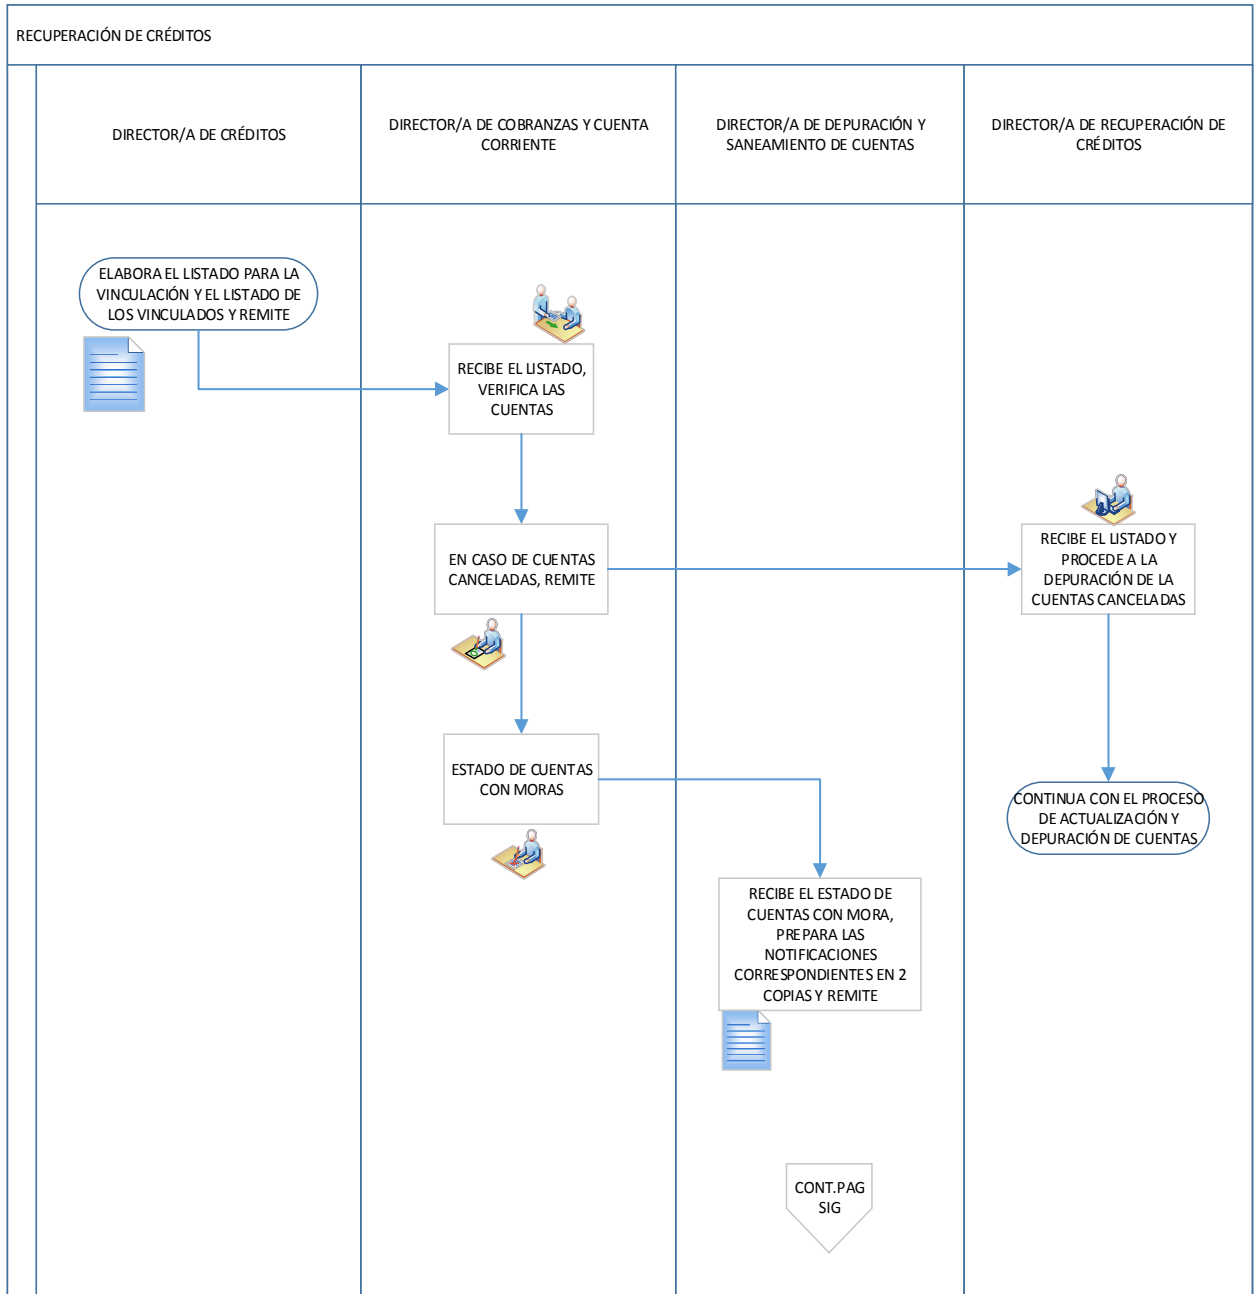 RECUPERACIÓN DE CRÉDITOS
DIRECTOR/A DE CRÉDITOS
DIRECTOR/A DE COBRANZAS Y CUENTA
CORRIENTE
DIRECTOR/A DE DEPURACIÓN Y
SANEAMIENTO DE CUENTAS
DIRECTOR/A DE RECUPERACIÓN DE
CRÉDITOS
ELABORA EL LISTADO PARA LA
VINCULACIÓN Y EL LISTADO DE
LOS VINCULADOS Y REMITE
RECIBE EL LISTADO,
VERIFICA LAS
CUENTAS
EN CASO DE CUENTAS
CANCELADAS, REMITE
RECIBE EL LISTADO Y
PROCEDE A LA
DEPURACIÓN DE LA
CUENTAS CANCELADAS
ESTADO DE CUENTAS
CON MORAS
CONTINUA CON EL PROCESO
DE ACTUALIZACIÓN Y
DEPURACIÓN DE CUENTAS
RECIBE EL ESTADO DE
CUENTAS CON MORA,
PREPARA LAS
NOTIFICACIONES
CORRESPONDIENTES EN 2
COPIAS Y REMITE
CONT.PAG
SIG